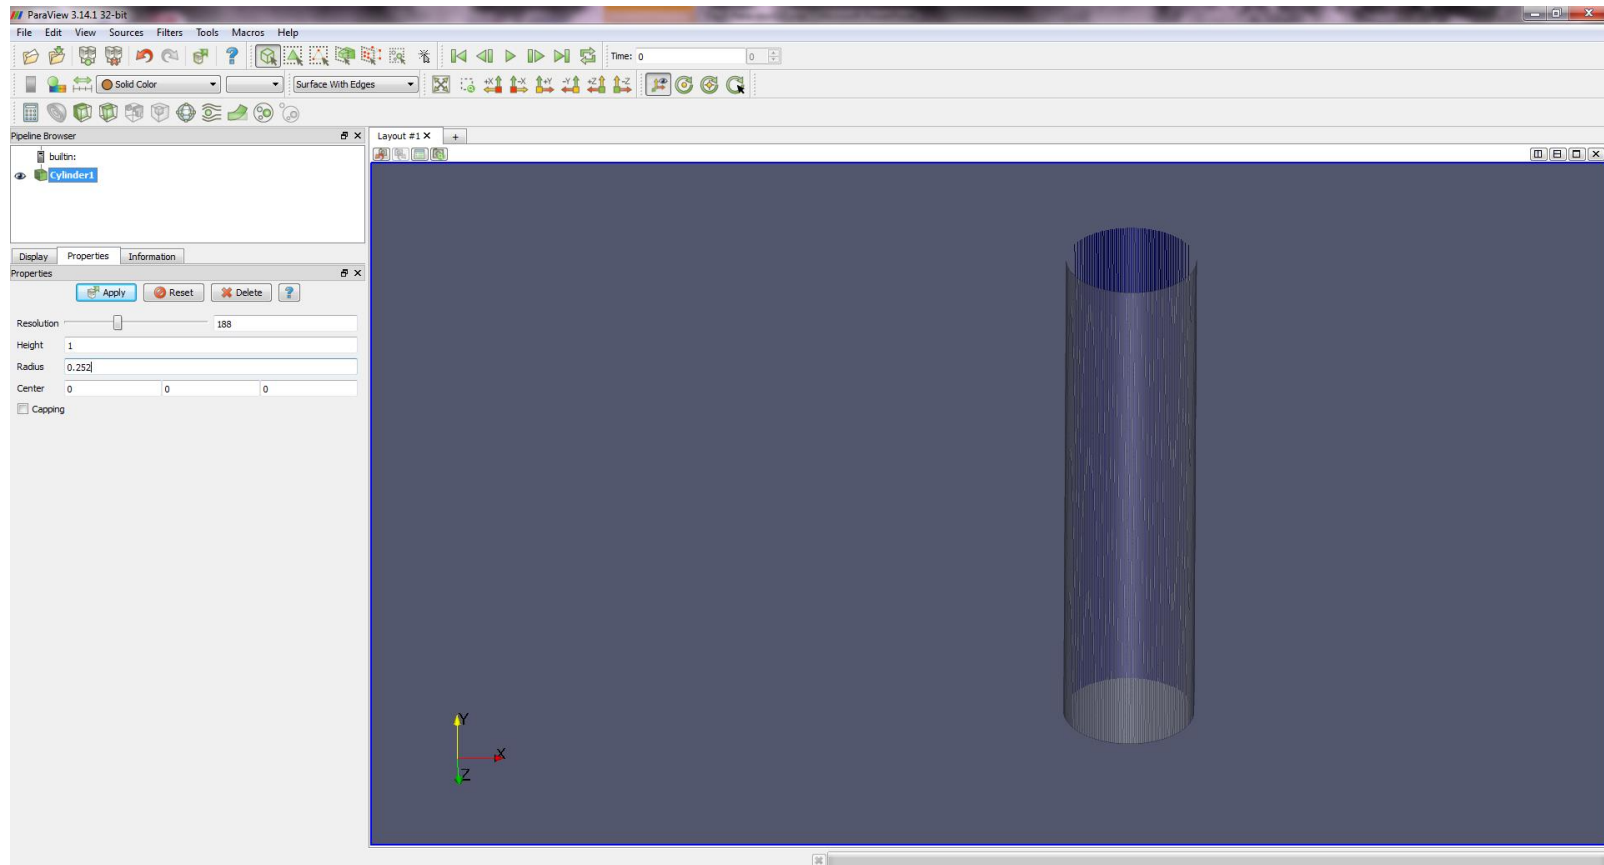 ParaView 3.14.1 32-bit
File Edit View Sources Filters Tools Macros Help
Time: 0 0
Solid Color Surface With Edges
Pipeline Browser
Layout #1
builtin:
Cylinder1
Display Properties Information
Properties
Apply Reset Delete ?
Resolution 188
Height 1
Radius 0.252
Center 0 0 0
Capping
Y
X
Z